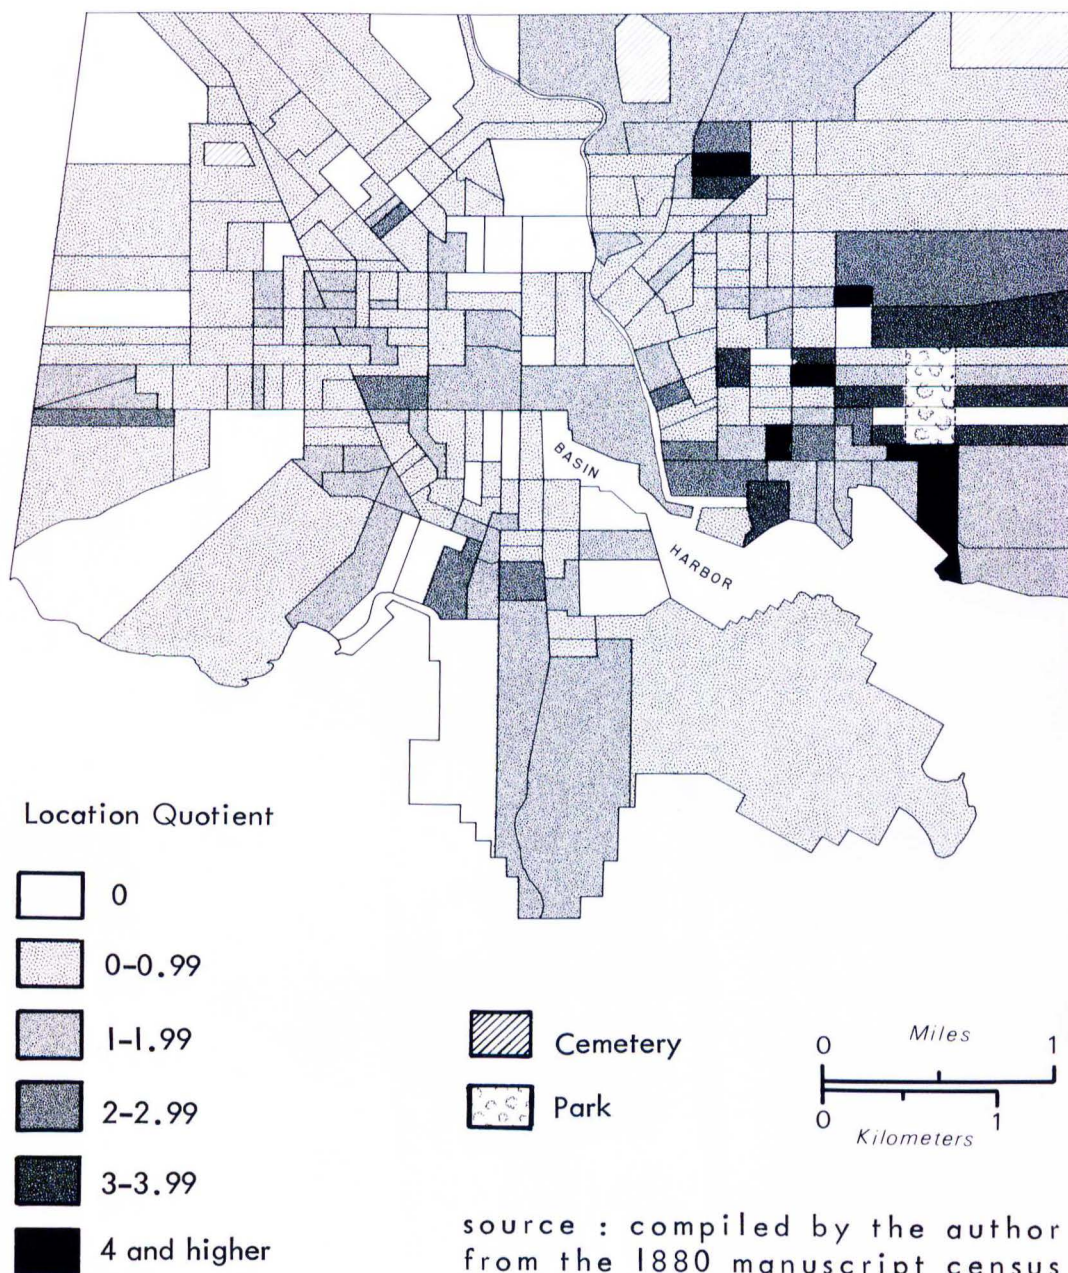 BASIN
HARBOR
Location Quotient
0
0-0.99
1-1.99
2-2.99
3-3.99
4 and higher
Cemetery
Park
0 Miles 1
0 1
Kilometers
source : compiled by the author
from the 1880 manuscript census